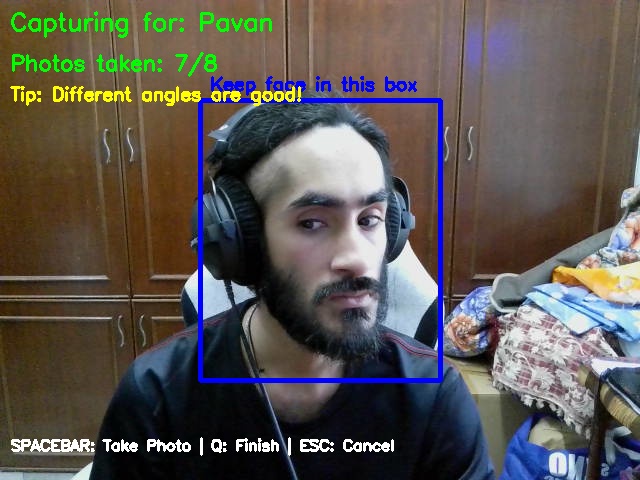 Capturing for: Pavan
Photos taken: 7/8
Keep face in this box
Tip: Different angles are good!
SPACEBAR: Take Photo | Q: Finish | ESC: Cancel